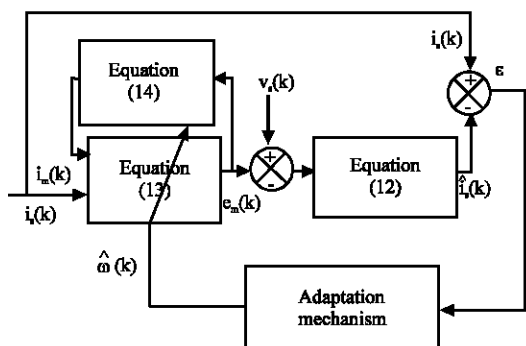 i_s(k)
Equation
(14)
v_s(k)
ε
+
-
+
-
Equation
(13)
Equation
(12)
i_m(k)
i_s(k)
e_m(k)
î_s(k)
ω̂(k)
Adaptation
mechanism